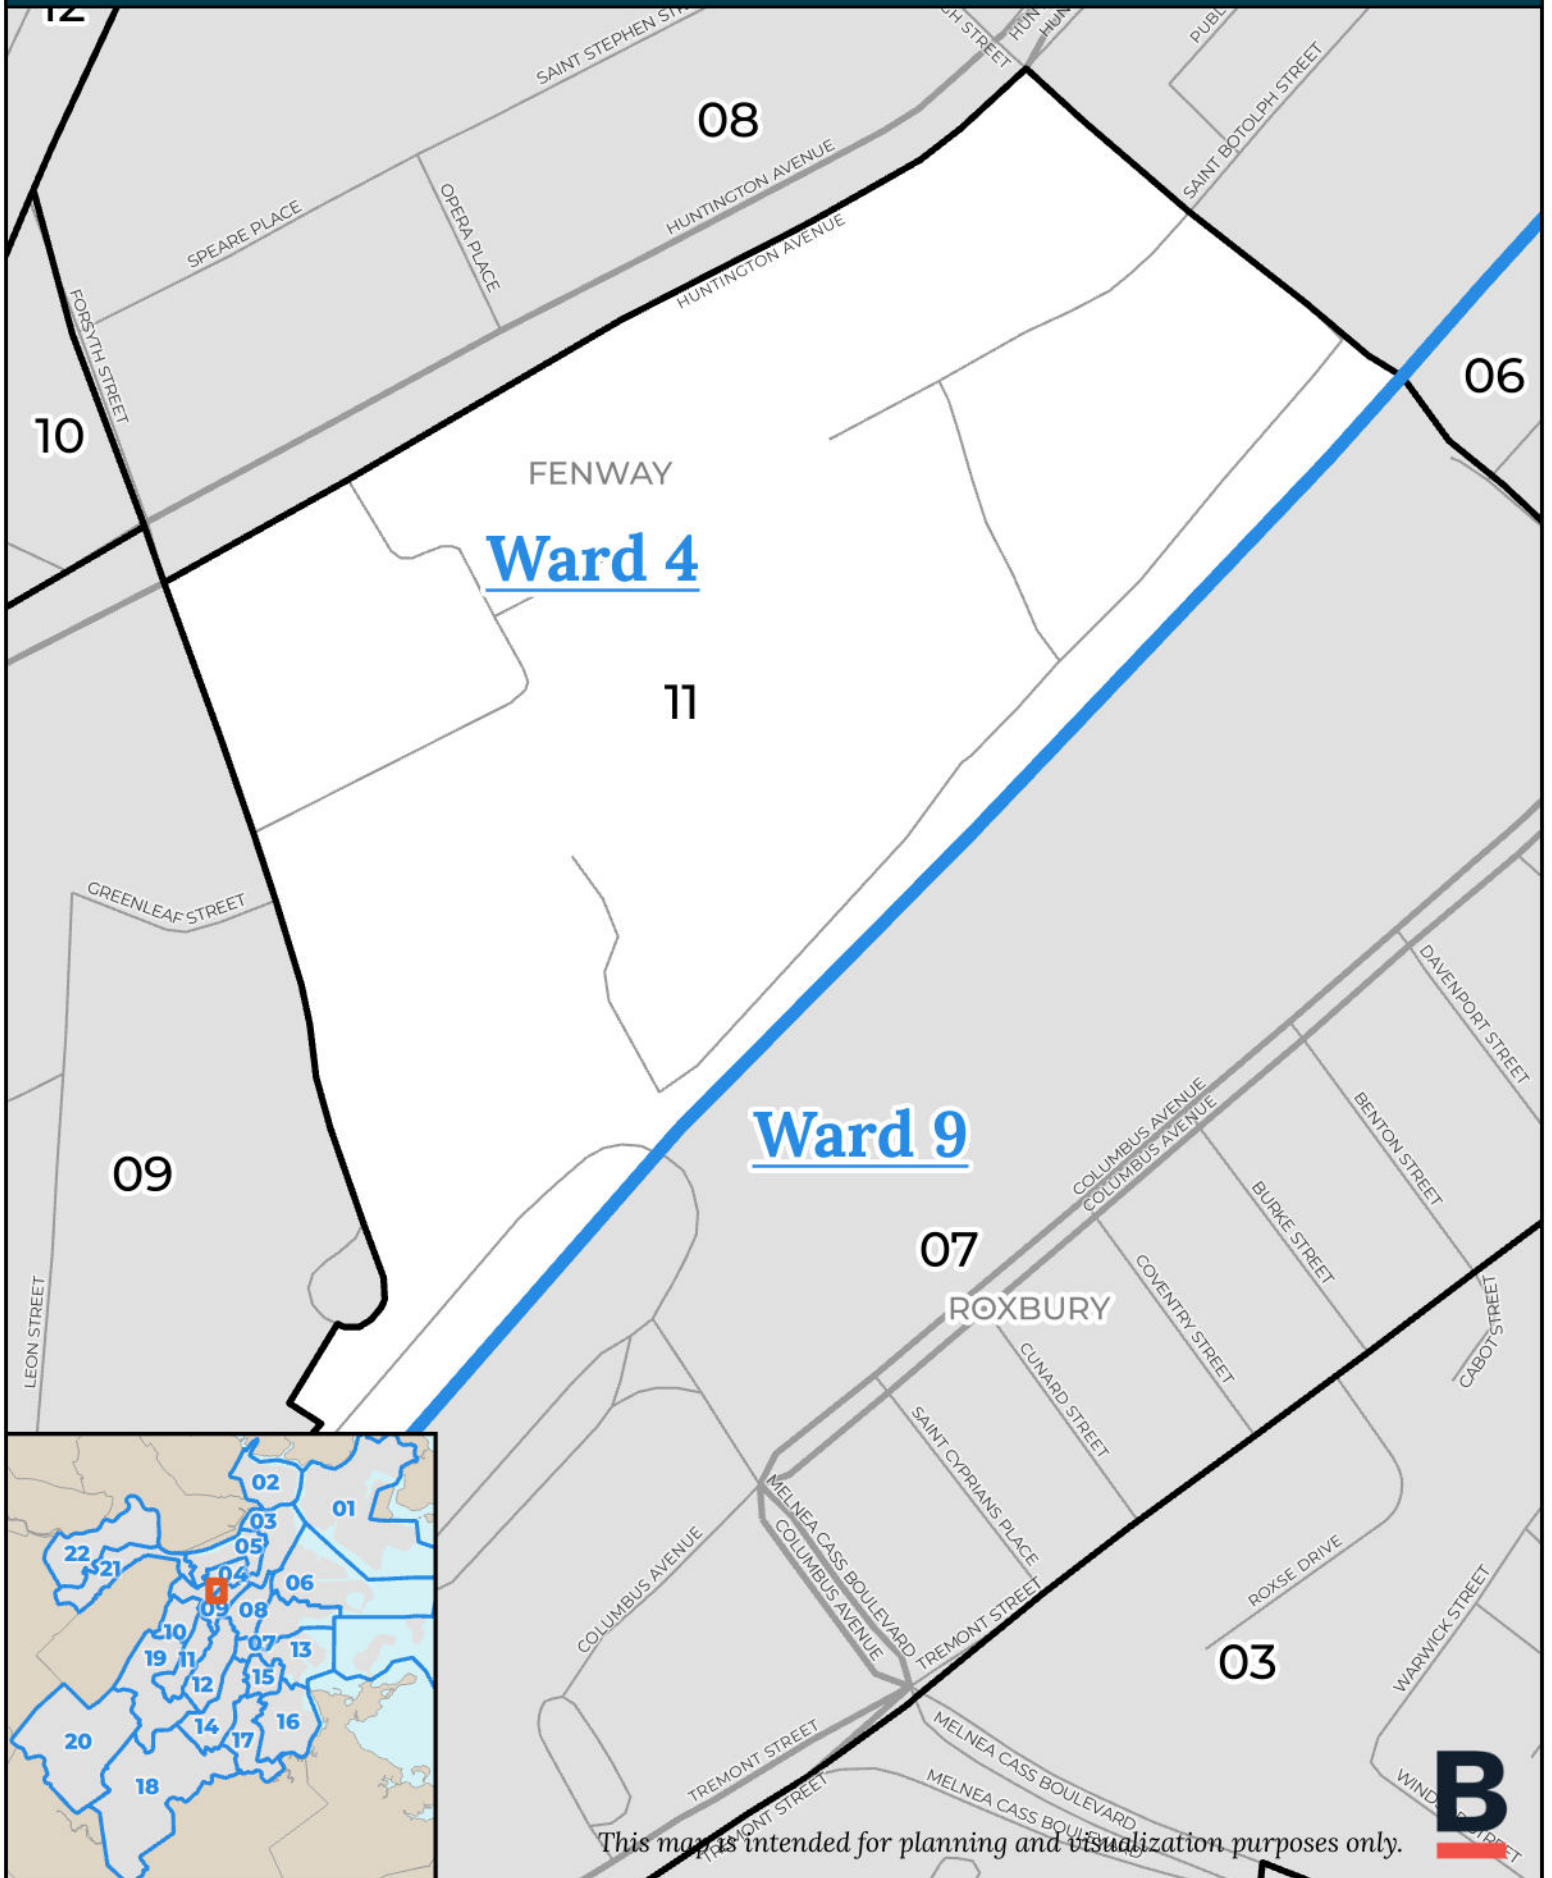 12
SAINT STEPHEN
08
HUNTINGTON AVENUE
HUNTINGTON AVENUE
SAINT BOTOLPH STREET
SPEARE PLACE
OPERA PLACE
FORSYTH STREET
10
06
FENWAY
Ward 4
11
GREENLEAF STREET
09
LEON STREET
Ward 9
07
ROXBURY
COLUMBUS AVENUE
COLUMBUS AVENUE
DAVENPORT STREET
BENTON STREET
BURKE STREET
COVENTRY STREET
CUNARD STREET
SAINT CYPRIANS PLACE
CABOT STREET
MELNEA CASS BOULEVARD
COLUMBUS AVENUE
COLUMBUS AVENUE
TREMONT STREET
ROXSE DRIVE
WARWICK STREET
03
TREMONT STREET
TREMONT STREET
MELNEA CASS BOULEVARD
MELNEA CASS BOULEVARD
This map is intended for planning and visualization purposes only.
B
02
01
03
05
22
21
04
06
09
08
10
07
13
19
11
12
15
14
17
16
20
18